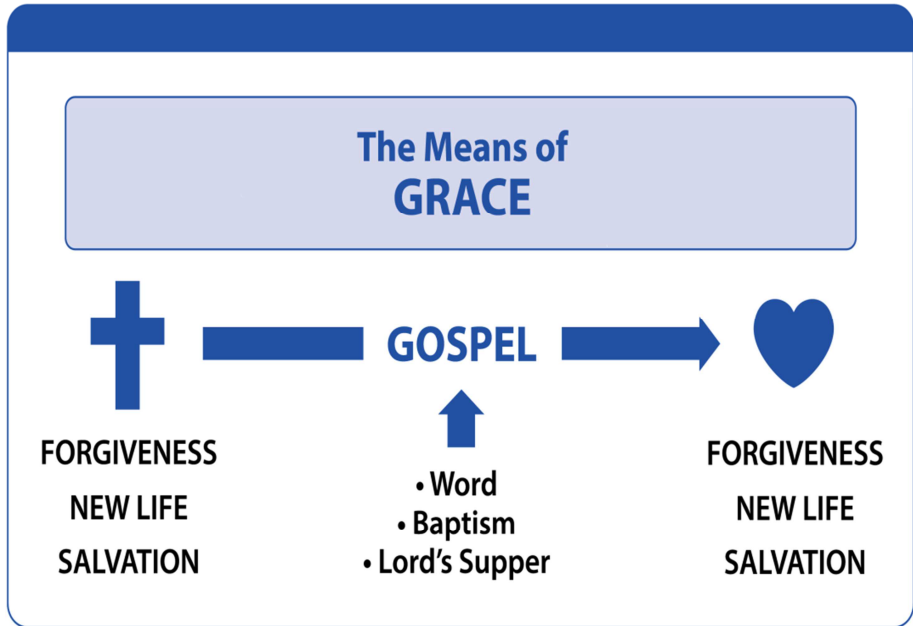 The Means of
GRACE
GOSPEL
FORGIVENESS
NEW LIFE
SALVATION
• Word
• Baptism
• Lord's Supper
FORGIVENESS
NEW LIFE
SALVATION